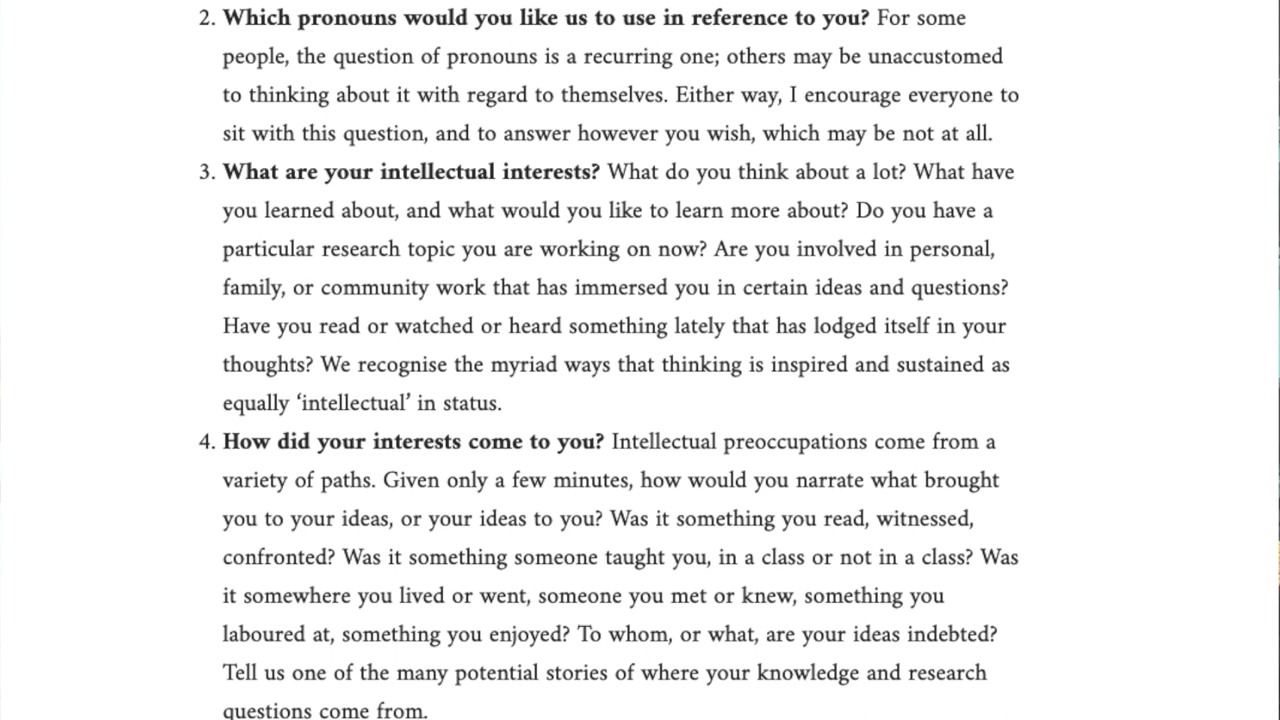 2. Which pronouns would you like us to use in reference to you? For some
people, the question of pronouns is a recurring one; others may be unaccustomed
to thinking about it with regard to themselves. Either way, I encourage everyone to
sit with this question, and to answer however you wish, which may be not at all.
3. What are your intellectual interests? What do you think about a lot? What have
you learned about, and what would you like to learn more about? Do you have a
particular research topic you are working on now? Are you involved in personal,
family, or community work that has immersed you in certain ideas and questions?
Have you read or watched or heard something lately that has lodged itself in your
thoughts? We recognise the myriad ways that thinking is inspired and sustained as
equally ‘intellectual’ in status.
4. How did your interests come to you? Intellectual preoccupations come from a
variety of paths. Given only a few minutes, how would you narrate what brought
you to your ideas, or your ideas to you? Was it something you read, witnessed,
confronted? Was it something someone taught you, in a class or not in a class? Was
it somewhere you lived or went, someone you met or knew, something you
laboured at, something you enjoyed? To whom, or what, are your ideas indebted?
Tell us one of the many potential stories of where your knowledge and research
questions come from.